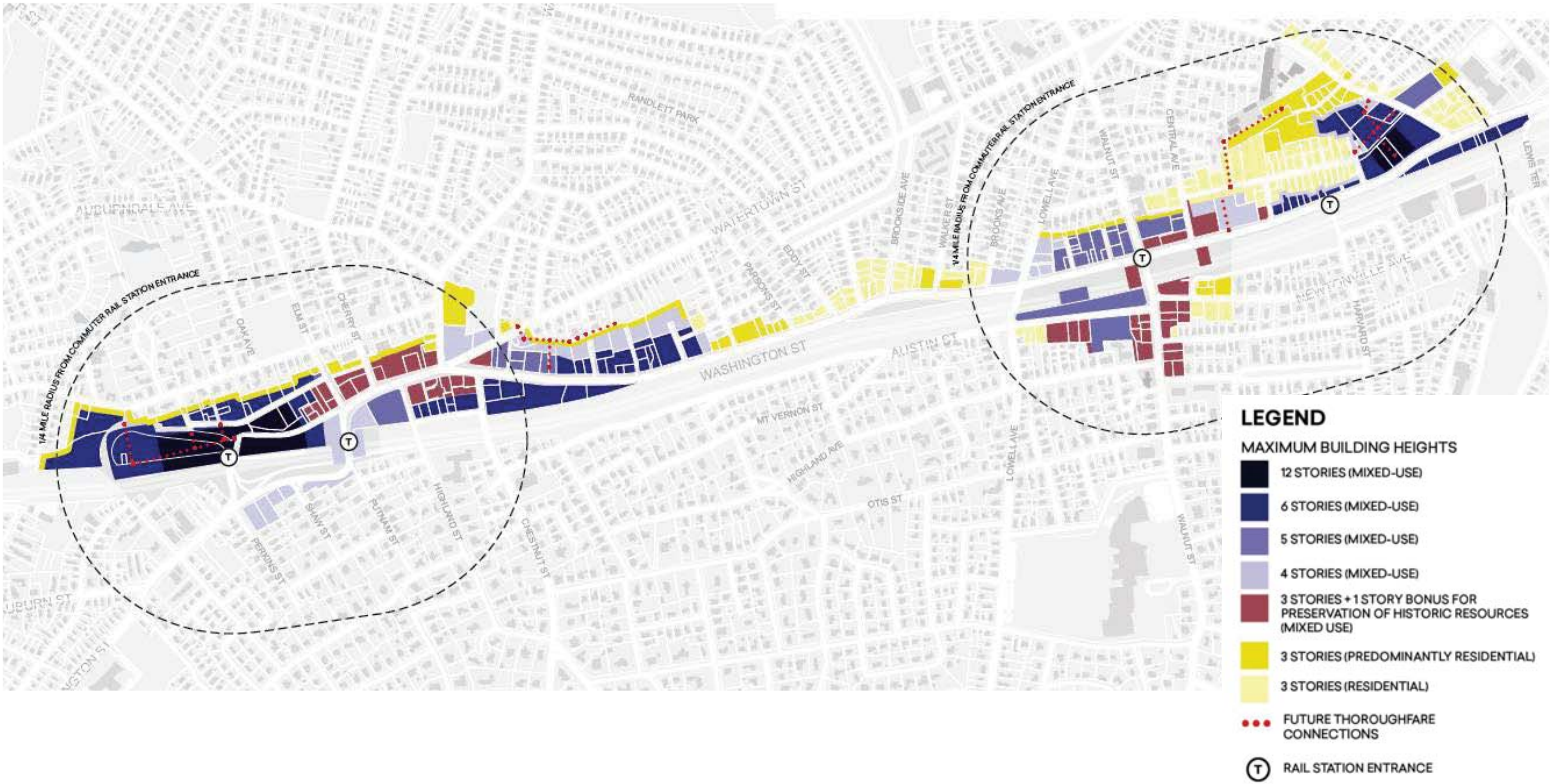 RANDLETT PARK
AUBURNDALE AVE
WATERTOWN S
BROOKSIDE AVE
WALKER ST
BROOKS AVE
LOWELL AVE
WALNUT ST
CENTRAL AVE
LEWIS TER
1/4 MILE RADIUS FROM COMMUTER RAIL STATION ENTRANCE
1/4 MILE RADIUS FROM COMMUTER RAIL STATION ENTRANCE
OAK AVE
ELM ST
CHERRY ST
PARSONS ST
EDDY ST
T
NEWTONVILLE AVE
HARVARD ST
T
WASHINGTON ST
AUSTIN ST
MT VERNON ST
HIGHLAND AVE
OTIS ST
LOWELL AVE
WALNUT ST
T
T
SHAW ST
PUTNAM ST
HIGHLAND ST
CHESTNUT ST
PERKINS ST
UBURN ST
NGTON ST
LEGEND
MAXIMUM BUILDING HEIGHTS
12 STORIES (MIXED-USE)
6 STORIES (MIXED-USE)
5 STORIES (MIXED-USE)
4 STORIES (MIXED-USE)
3 STORIES + 1 STORY BONUS FOR
PRESERVATION OF HISTORIC RESOURCES
(MIXED USE)
3 STORIES (PREDOMINANTLY RESIDENTIAL)
3 STORIES (RESIDENTIAL)
FUTURE THOROUGHFARE
CONNECTIONS
T RAIL STATION ENTRANCE